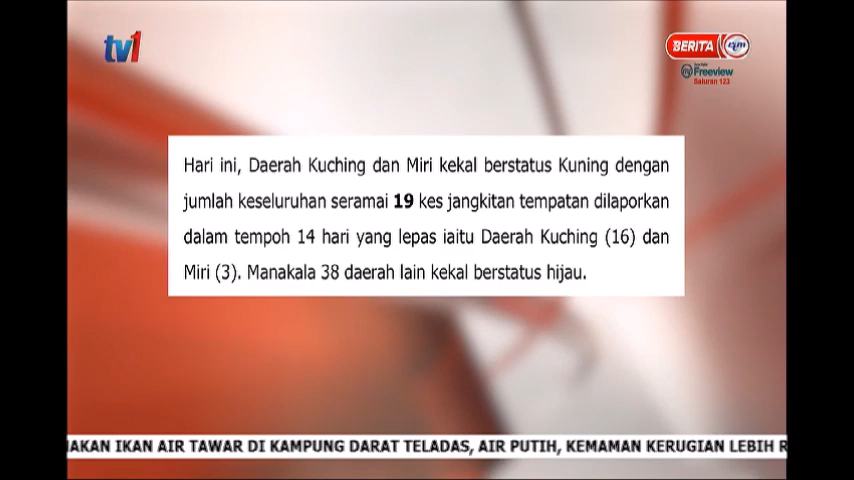 tv1
BERITA rtm
my Freeview
Saluran 123
Hari ini, Daerah Kuching dan Miri kekal berstatus Kuning dengan
jumlah keseluruhan seramai 19 kes jangkitan tempatan dilaporkan
dalam tempoh 14 hari yang lepas iaitu Daerah Kuching (16) dan
Miri (3). Manakala 38 daerah lain kekal berstatus hijau.
AKAN IKAN AIR TAWAR DI KAMPUNG DARAT TELADAS, AIR PUTIH, KEMAMAN KERUGIAN LEBIH R